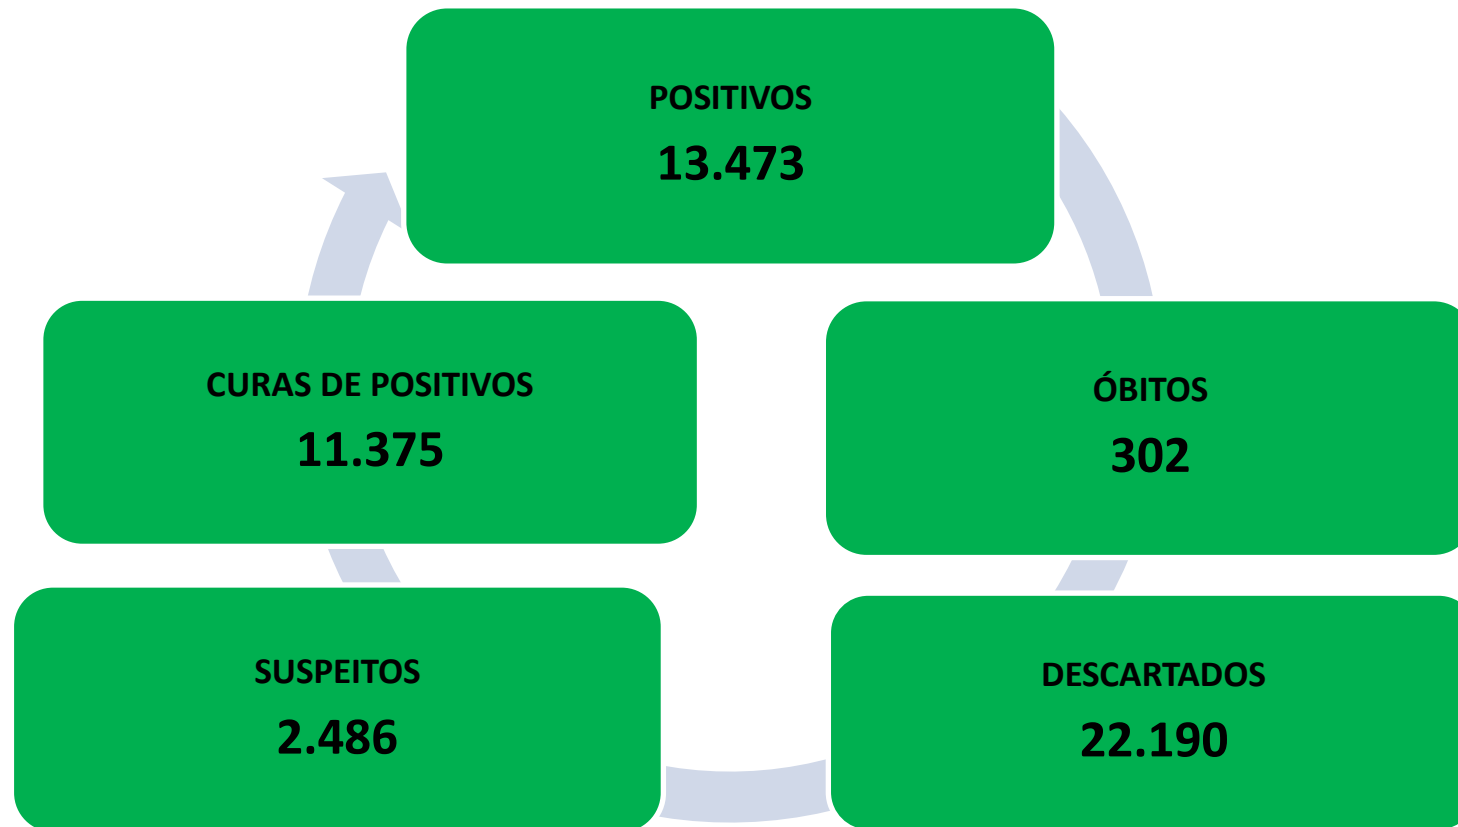 POSITIVOS
13.473
CURAS DE POSITIVOS
11.375
ÓBITOS
302
SUSPEITOS
2.486
DESCARTADOS
22.190